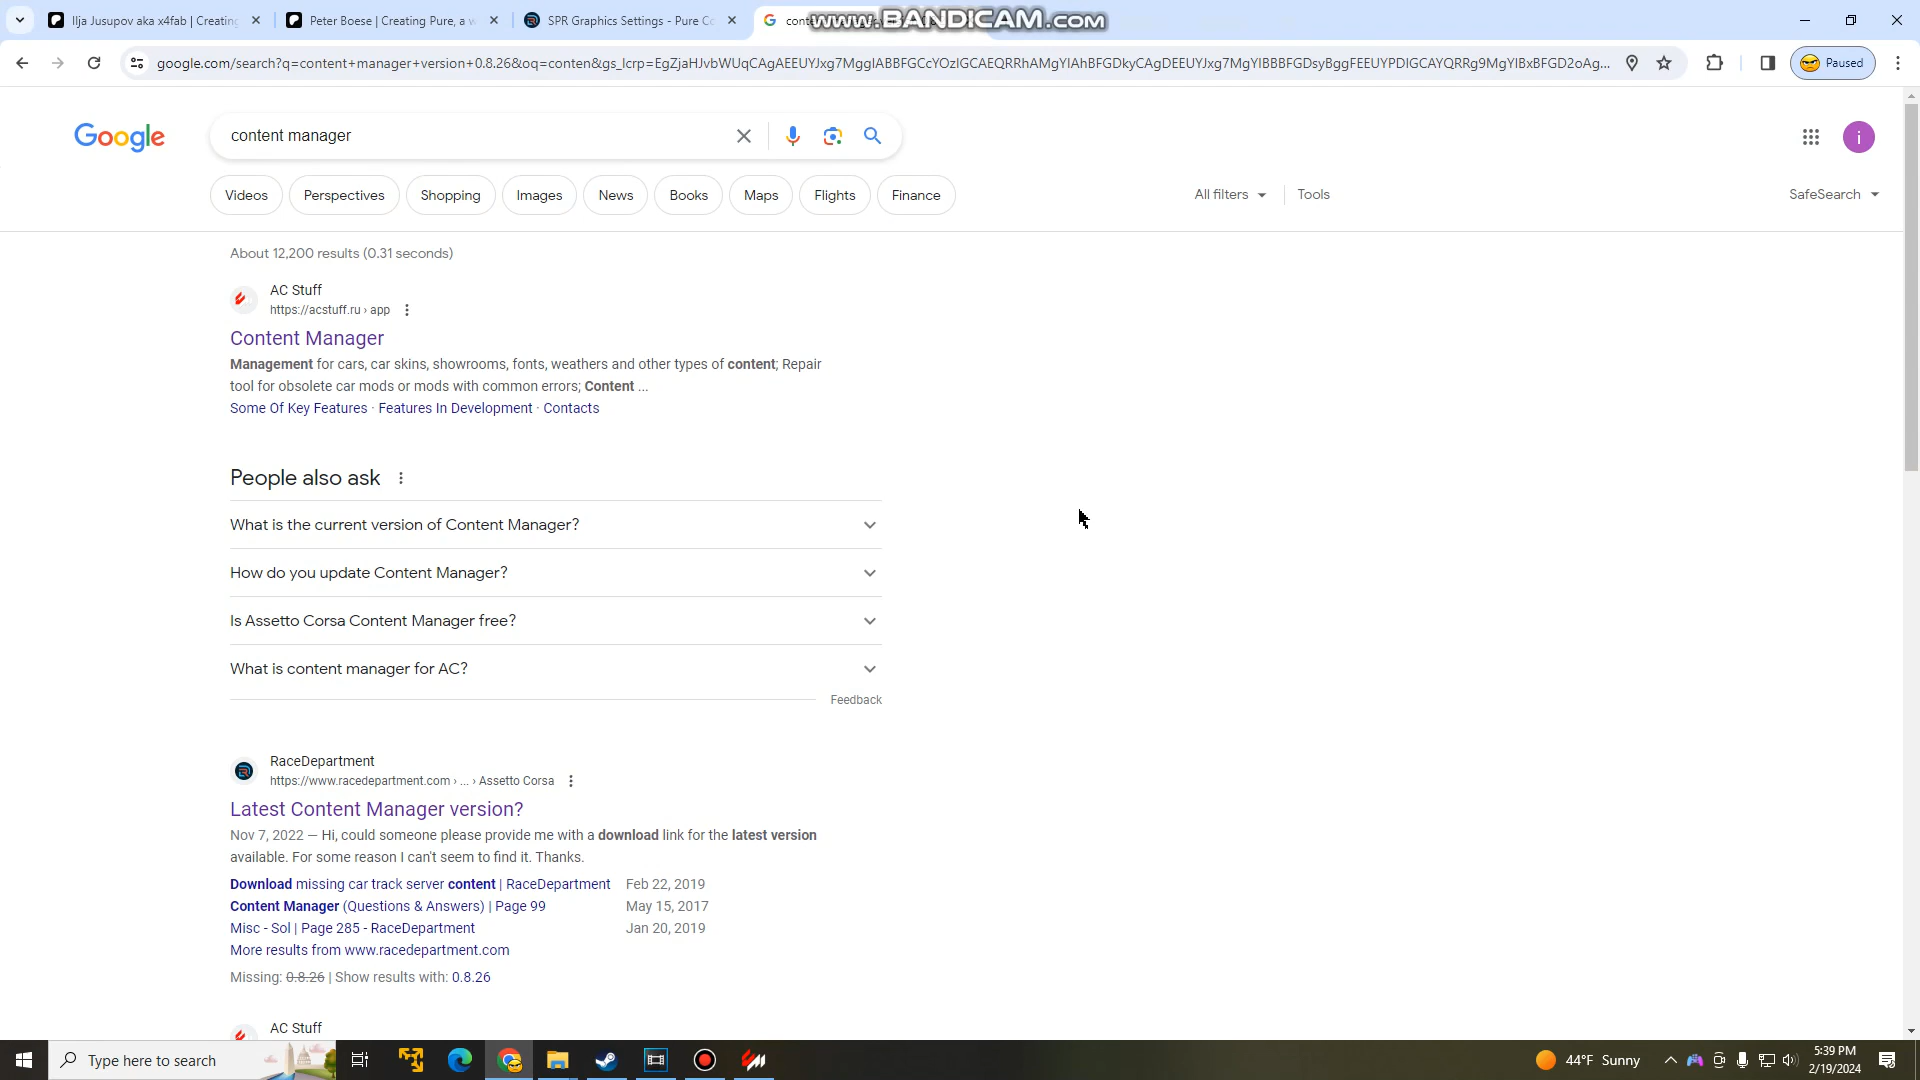 Ilja Jusupov aka x4fab | Creating
Peter Boese | Creating Pure, a w
SPR Graphics Settings - Pure Co
www.BANDICAM.com
google.com/search?q=content+manager+version+0.8.26&oq=conten&gs_lcrp=EgZjaHJvbWUqCAgAEEUYJxg7MggIABBFGCcYOzIGCAEQRRhAMgYIAhBFGDkyCAgDEEUYJxg7MgYIBBBFGDsyBggFEEUYPDIGCAYQRRg9MgYIBxBFGD2oAg...
Paused
Google
content manager
i
Videos
Perspectives
Shopping
Images
News
Books
Maps
Flights
Finance
All filters
Tools
SafeSearch
About 12,200 results (0.31 seconds)
AC Stuff
https://acstuff.ru › app
Content Manager
Management for cars, car skins, showrooms, fonts, weathers and other types of content; Repair
tool for obsolete car mods or mods with common errors; Content ...
Some Of Key Features · Features In Development · Contacts
People also ask
What is the current version of Content Manager?
How do you update Content Manager?
Is Assetto Corsa Content Manager free?
What is content manager for AC?
Feedback
RaceDepartment
https://www.racedepartment.com › ... › Assetto Corsa
Latest Content Manager version?
Nov 7, 2022 — Hi, could someone please provide me with a download link for the latest version
available. For some reason I can't seem to find it. Thanks.
Download missing car track server content | RaceDepartment Feb 22, 2019
Content Manager (Questions & Answers) | Page 99 May 15, 2017
Misc - Sol | Page 285 - RaceDepartment Jan 20, 2019
More results from www.racedepartment.com
Missing: 0.8.26 | Show results with: 0.8.26
AC Stuff
Type here to search
44°F Sunny
5:39 PM
2/19/2024